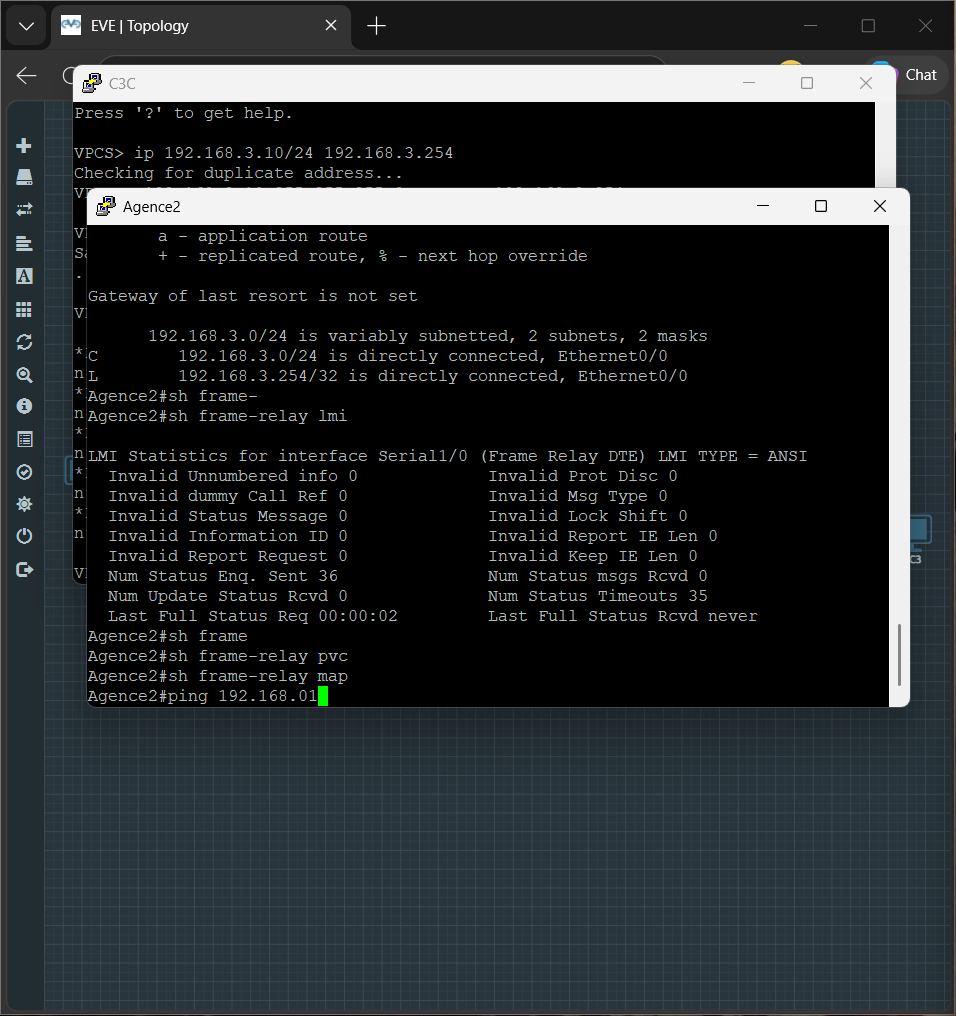 EVE | Topology
Chat
C3C
Press '?' to get help.
VPCS> ip 192.168.3.10/24 192.168.3.254
Checking for duplicate address...
Agence2
a - application route
+ - replicated route, % - next hop override
Gateway of last resort is not set
192.168.3.0/24 is variably subnetted, 2 subnets, 2 masks
C 192.168.3.0/24 is directly connected, Ethernet0/0
L 192.168.3.254/32 is directly connected, Ethernet0/0
Agence2#sh frame-
Agence2#sh frame-relay lmi
LMI Statistics for interface Serial1/0 (Frame Relay DTE) LMI TYPE = ANSI
Invalid Unnumbered info 0 Invalid Prot Disc 0
Invalid dummy Call Ref 0 Invalid Msg Type 0
Invalid Status Message 0 Invalid Lock Shift 0
Invalid Information ID 0 Invalid Report IE Len 0
Invalid Report Request 0 Invalid Keep IE Len 0
Num Status Enq. Sent 36 Num Status msgs Rcvd 0
Num Update Status Rcvd 0 Num Status Timeouts 35
Last Full Status Req 00:00:02 Last Full Status Rcvd never
Agence2#sh frame
Agence2#sh frame-relay pvc
Agence2#sh frame-relay map
Agence2#ping 192.168.01
C3